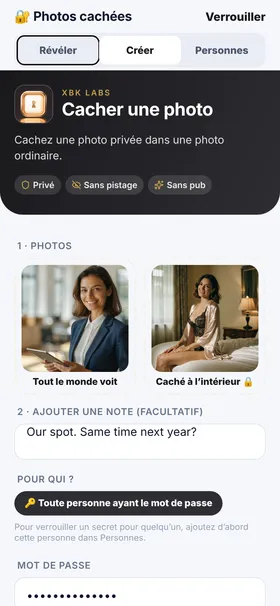 🔐 Photos cachées
Verrouiller
Révéler
Créer
Personnes
XBK LABS
Cacher une photo
Cachez une photo privée dans une photo
ordinaire.
Privé
Sans pistage
Sans pub
1 · PHOTOS
Tout le monde voit
Caché à l’intérieur 🔒
2 · AJOUTER UNE NOTE (FACULTATIF)
Our spot. Same time next year?
POUR QUI ?
🔑 Toute personne ayant le mot de passe
Pour verrouiller un secret pour quelqu’un, ajoutez d’abord
cette personne dans Personnes.
MOT DE PASSE
••••••••••••••